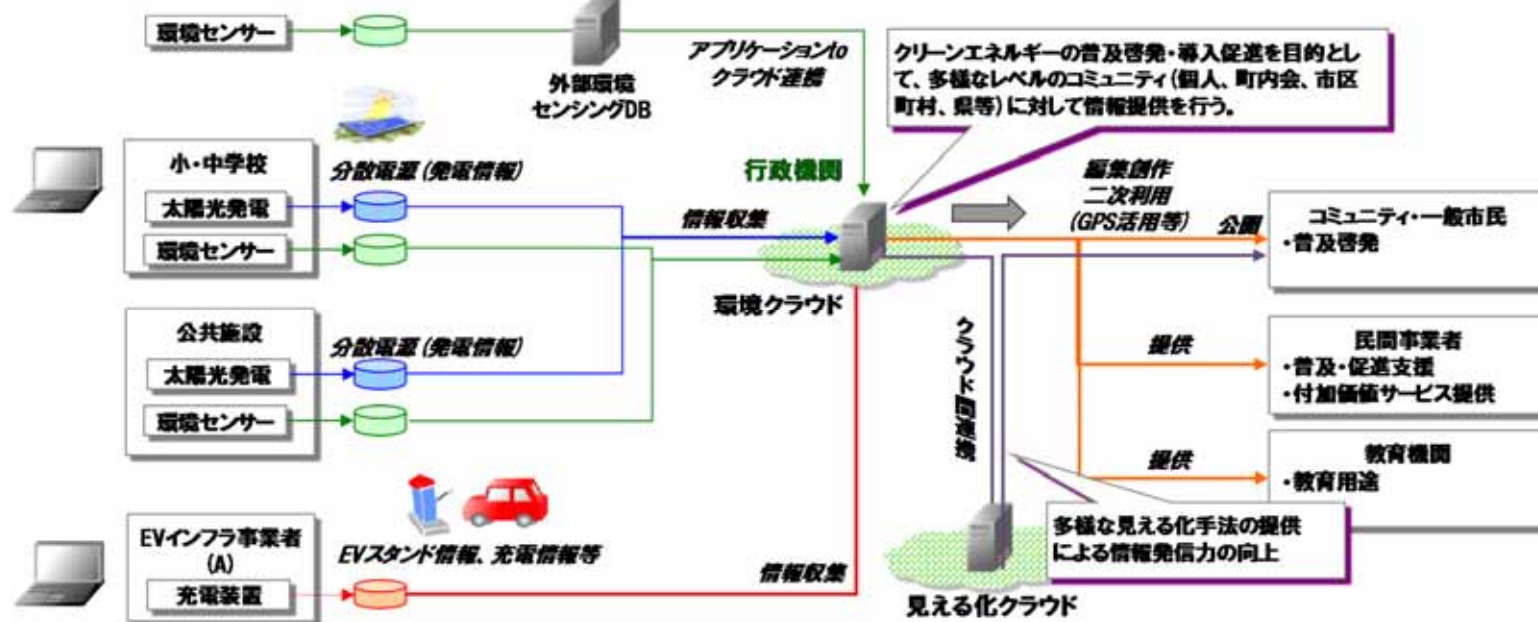 環境センサー
外部環境
センシングDB
アプリケーションto
クラウド連携
クリーンエネルギーの普及啓発・導入促進を目的とし
て、多様なレベルのコミュニティ(個人、町内会、市区
町村、県等)に対して情報提供を行う。
小・中学校
太陽光発電
環境センサー
分散電源(発電情報)
情報収集
行政機関
環境クラウド
編集創作
二次利用
(GPS活用等)
公開
コミュニティ・一般市民
・普及啓発
公共施設
太陽光発電
環境センサー
分散電源(発電情報)
クラウド間連携
提供
民間事業者
・普及・促進支援
・付加価値サービス提供
提供
教育機関
・教育用途
EVインフラ事業者
(A)
充電装置
EVスタンド情報、充電情報等
情報収集
見える化クラウド
多様な見える化手法の提供
による情報発信力の向上